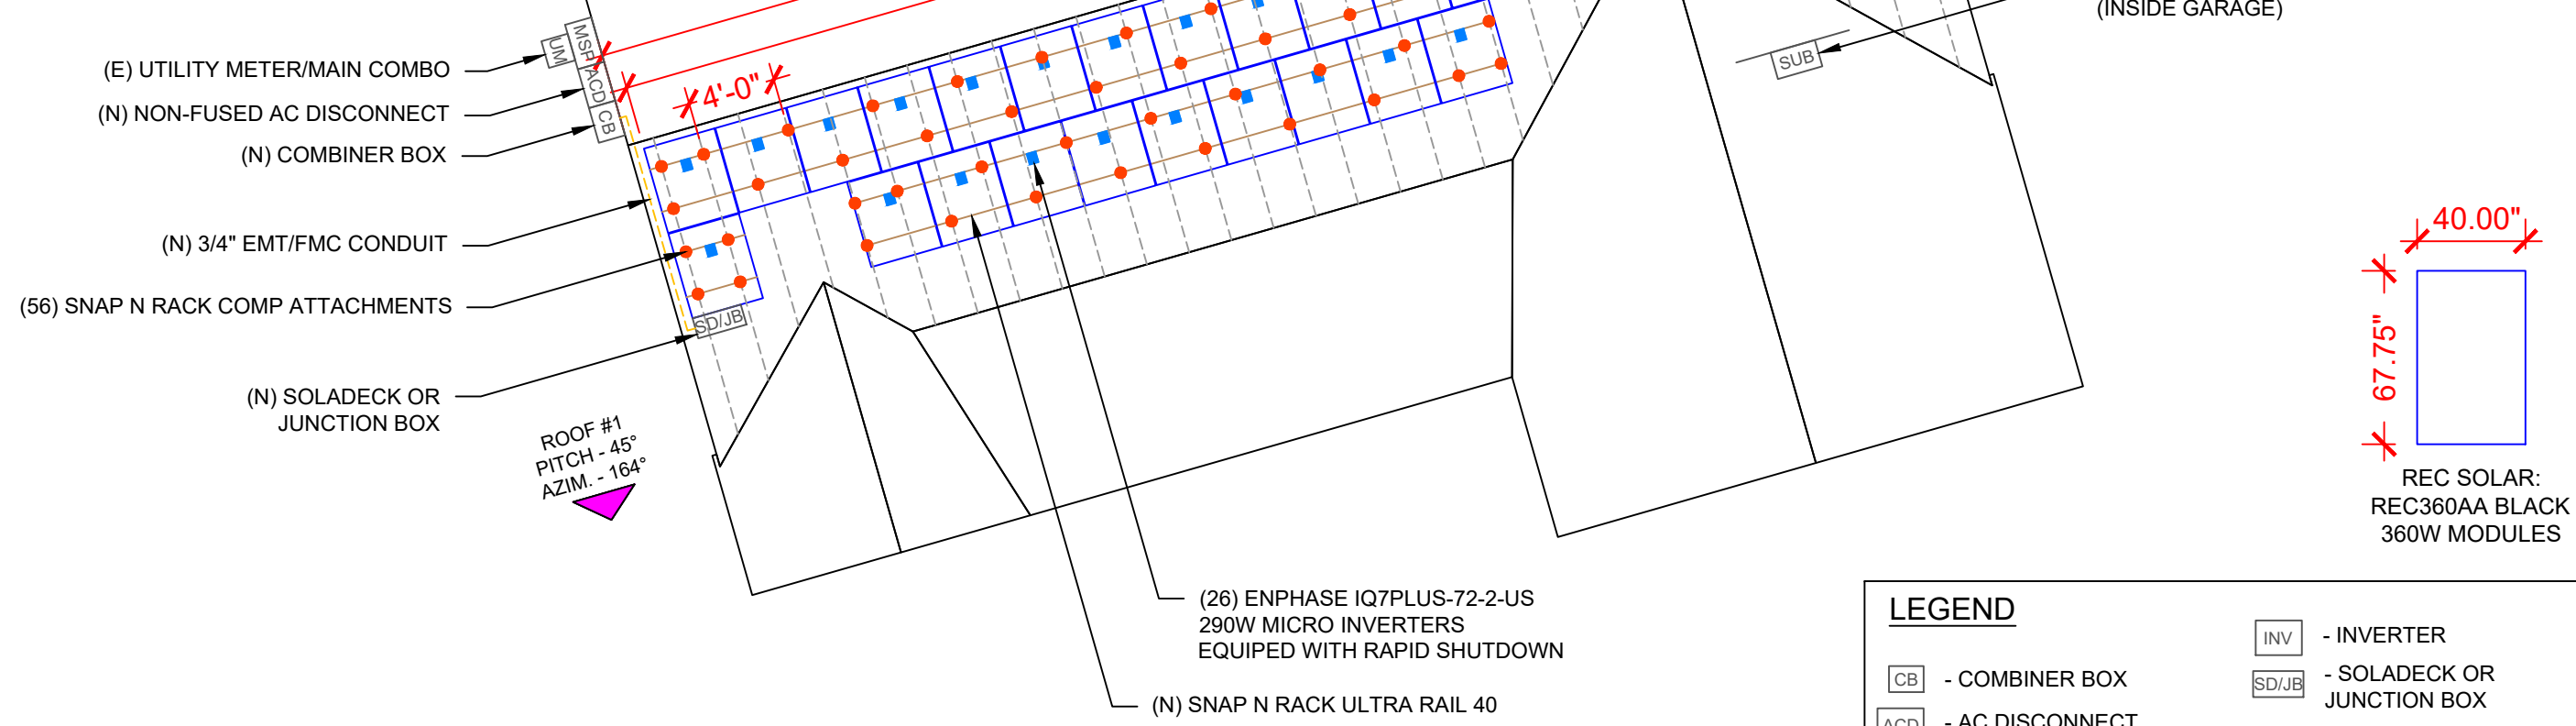 (INSIDE GARAGE)
UM
MSP
ACD
CB
SUB
(E) UTILITY METER/MAIN COMBO
(N) NON-FUSED AC DISCONNECT
(N) COMBINER BOX
4'-0"
(N) 3/4" EMT/FMC CONDUIT
(56) SNAP N RACK COMP ATTACHMENTS
SD/JB
(N) SOLADECK OR
JUNCTION BOX
ROOF #1
PITCH - 45°
AZIM. - 164°
40.00"
67.75"
REC SOLAR:
REC360AA BLACK
360W MODULES
(26) ENPHASE IQ7PLUS-72-2-US
290W MICRO INVERTERS
EQUIPED WITH RAPID SHUTDOWN
(N) SNAP N RACK ULTRA RAIL 40
LEGEND
INV - INVERTER
CB - COMBINER BOX
SD/JB - SOLADECK OR
JUNCTION BOX
ACD - AC DISCONNECT